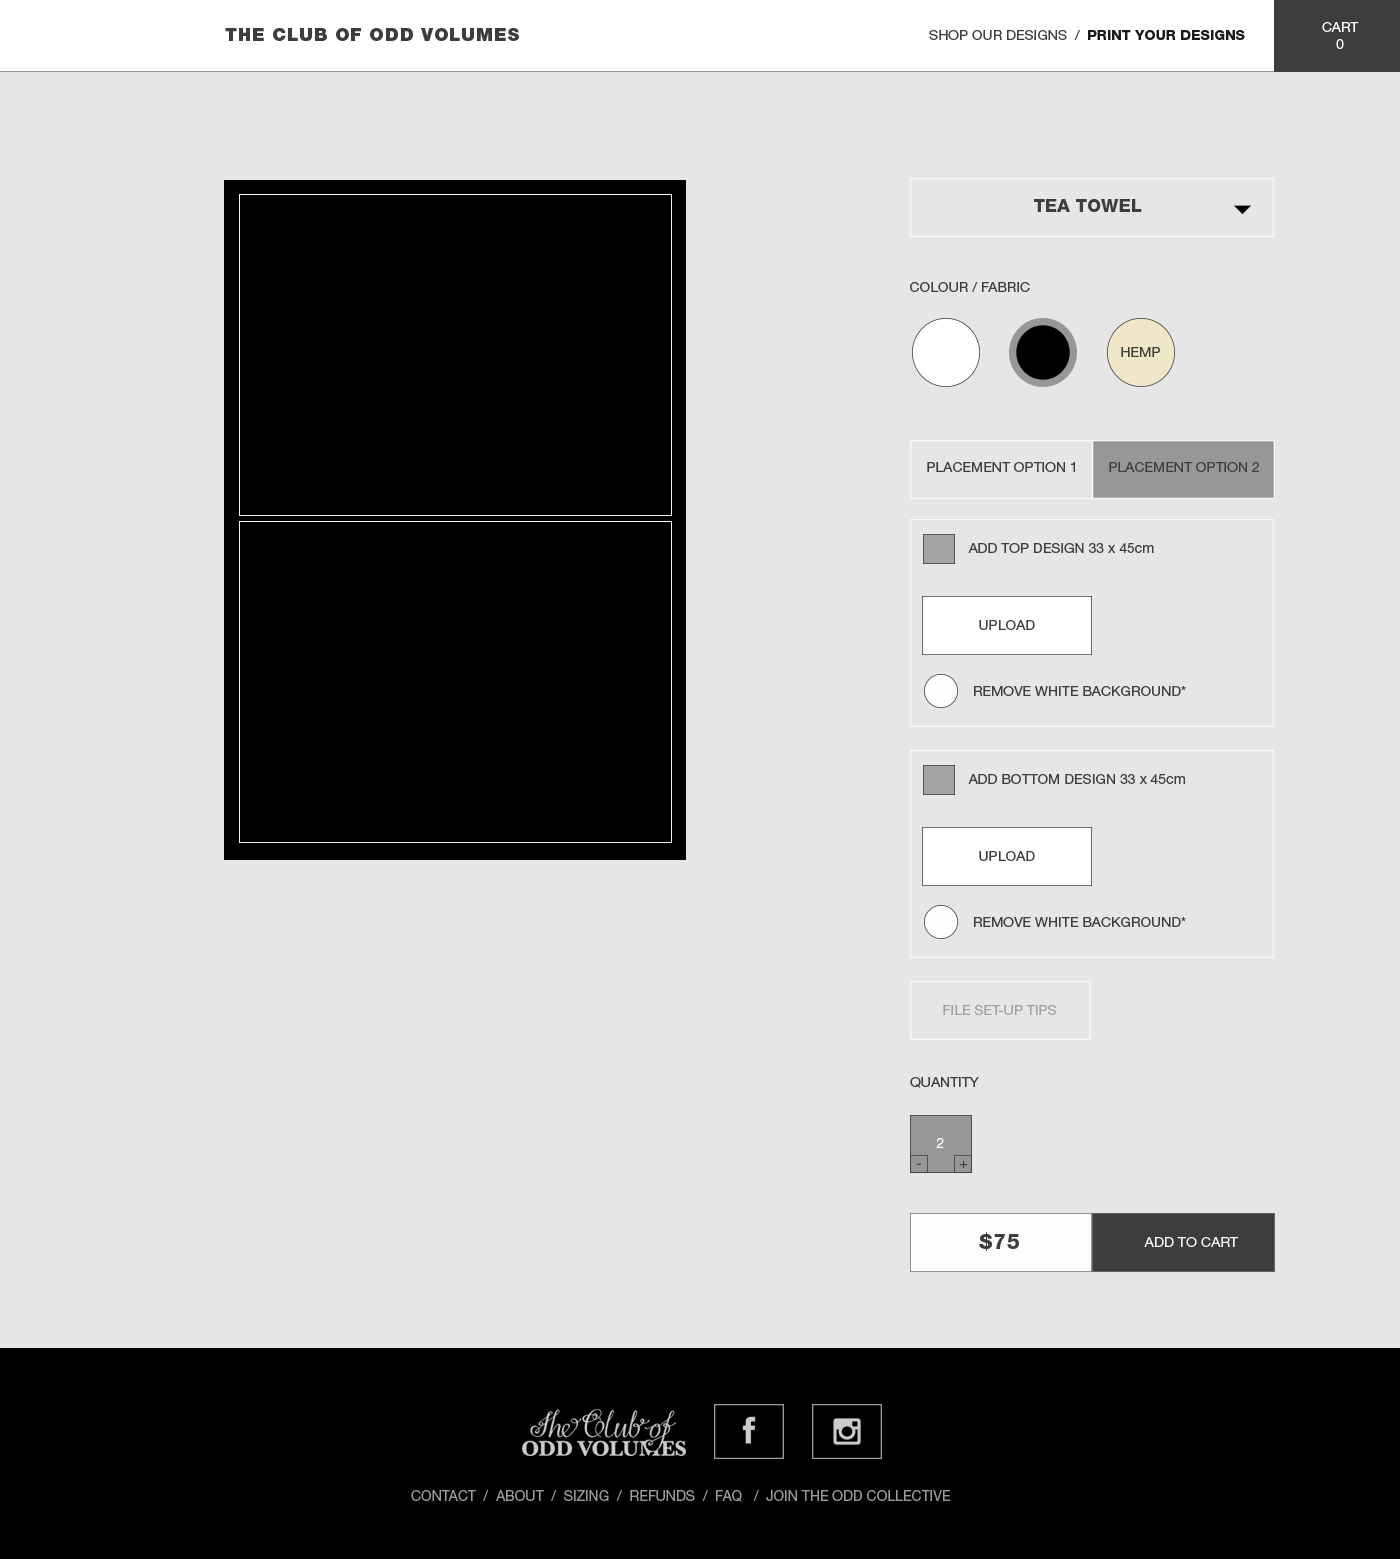 THE CLUB OF ODD VOLUMES
SHOP OUR DESIGNS / PRINT YOUR DESIGNS
CART
0
TEA TOWEL
COLOUR / FABRIC
HEMP
PLACEMENT OPTION 1
PLACEMENT OPTION 2
ADD TOP DESIGN 33 x 45cm
UPLOAD
REMOVE WHITE BACKGROUND*
ADD BOTTOM DESIGN 33 x 45cm
UPLOAD
REMOVE WHITE BACKGROUND*
FILE SET-UP TIPS
QUANTITY
2
- +
$75
ADD TO CART
The Club of
ODD VOLUMES
f
CONTACT / ABOUT / SIZING / REFUNDS / FAQ / JOIN THE ODD COLLECTIVE